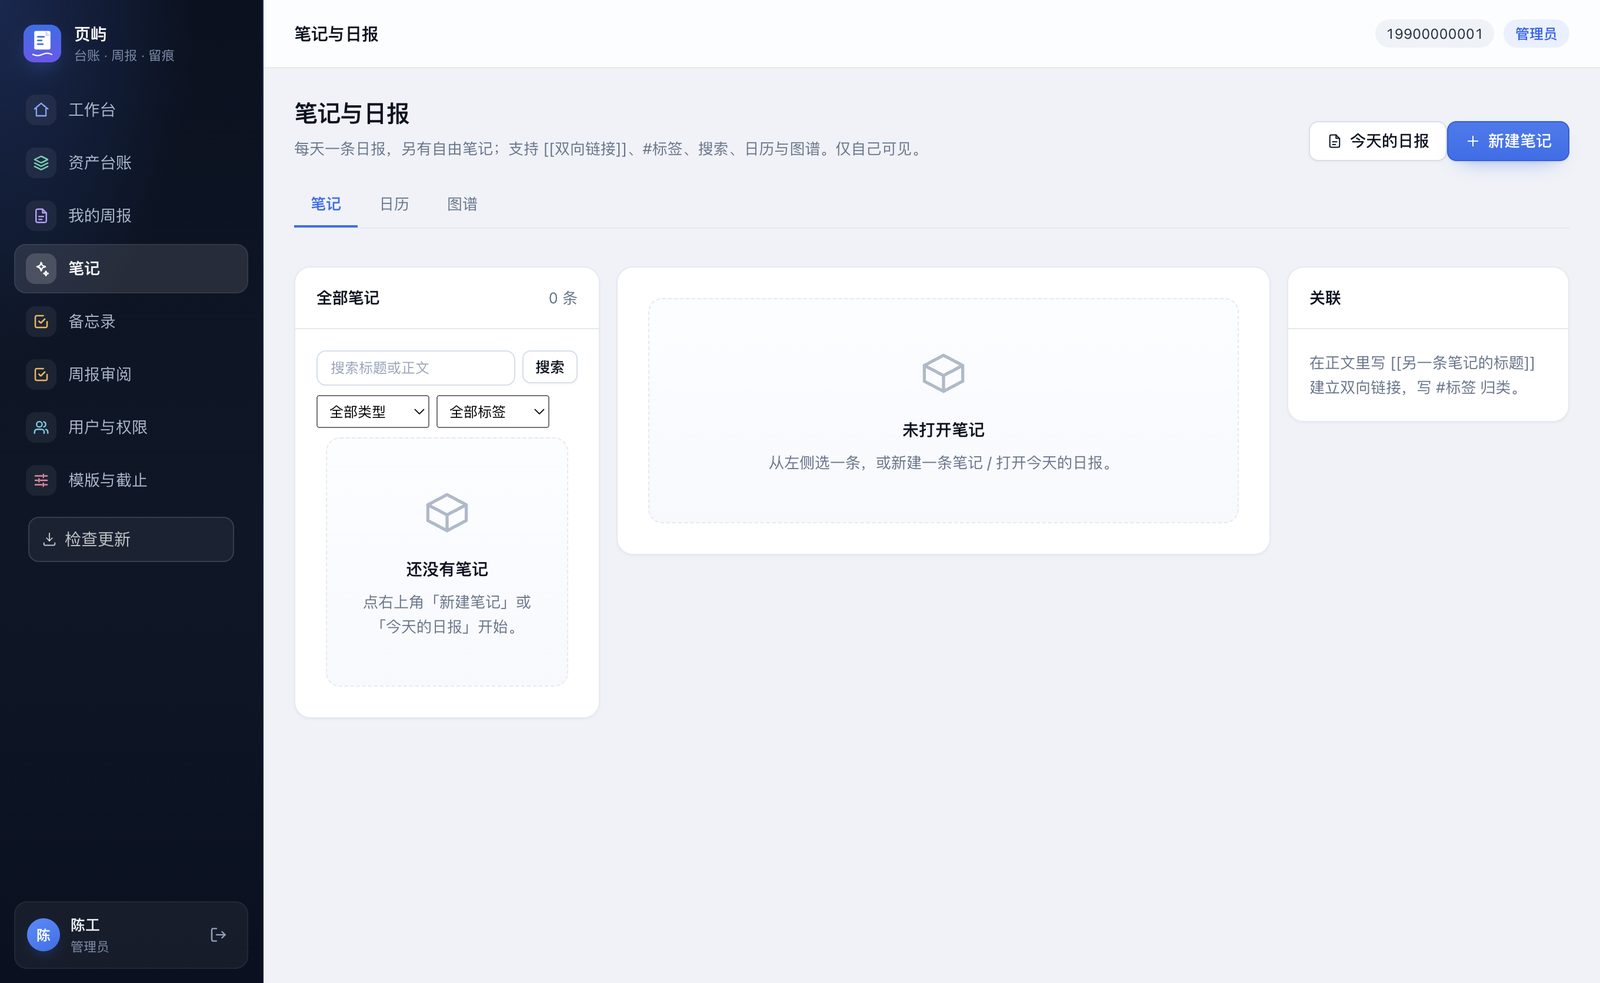 页屿
台账 · 周报 · 留痕
工作台
资产台账
我的周报
笔记
备忘录
周报审阅
用户与权限
模版与截止
检查更新
陈
陈工
管理员
笔记与日报
19900000001
管理员
笔记与日报
每天一条日报，另有自由笔记；支持 [[双向链接]]、#标签、搜索、日历与图谱。仅自己可见。
今天的日报
新建笔记
笔记
日历
图谱
全部笔记
0 条
搜索标题或正文
搜索
全部类型
全部标签
还没有笔记
点右上角「新建笔记」或
「今天的日报」开始。
未打开笔记
从左侧选一条，或新建一条笔记 / 打开今天的日报。
关联
在正文里写 [[另一条笔记的标题]]
建立双向链接，写 #标签 归类。